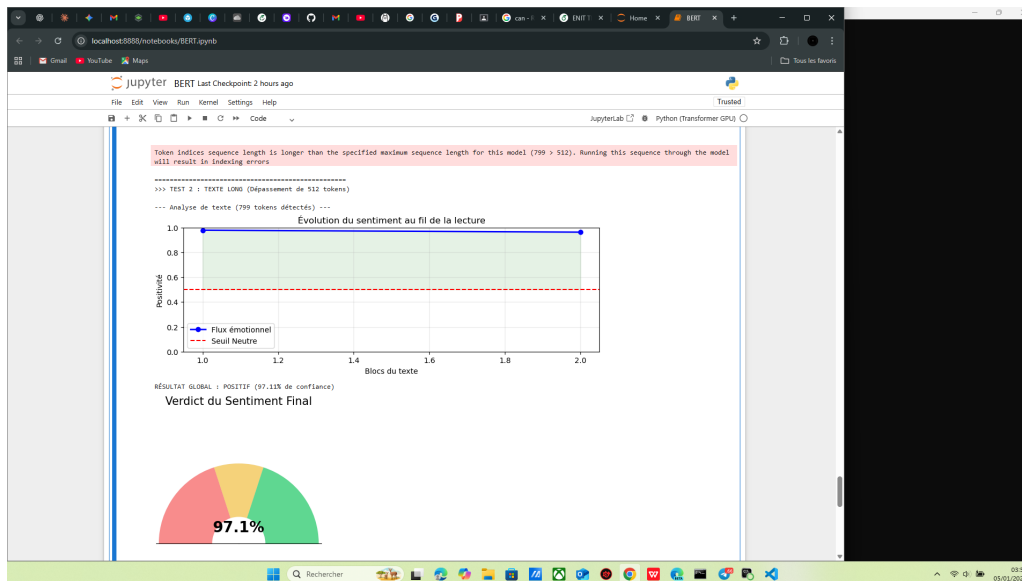 can - F
ENIT T
Home
BERT
localhost:8888/notebooks/BERT.ipynb
Gmail
YouTube
Maps
Tous les favoris
jupyter BERT Last Checkpoint: 2 hours ago
File Edit View Run Kernel Settings Help
Trusted
Code
JupyterLab
Python (Transformer GPU)
Token indices sequence length is longer than the specified maximum sequence length for this model (799 > 512). Running this sequence through the model
will result in indexing errors
==================================================
>>> TEST 2 : TEXTE LONG (Dépassement de 512 tokens)
--- Analyse de texte (799 tokens détectés) ---
Évolution du sentiment au fil de la lecture
1.0
0.8
0.6
0.4
0.2
0.0
Positivité
Flux émotionnel
Seuil Neutre
1.0 1.2 1.4 1.6 1.8 2.0
Blocs du texte
RÉSULTAT GLOBAL : POSITIF (97.11% de confiance)
Verdict du Sentiment Final
97.1%
Rechercher
03:5
05/01/20